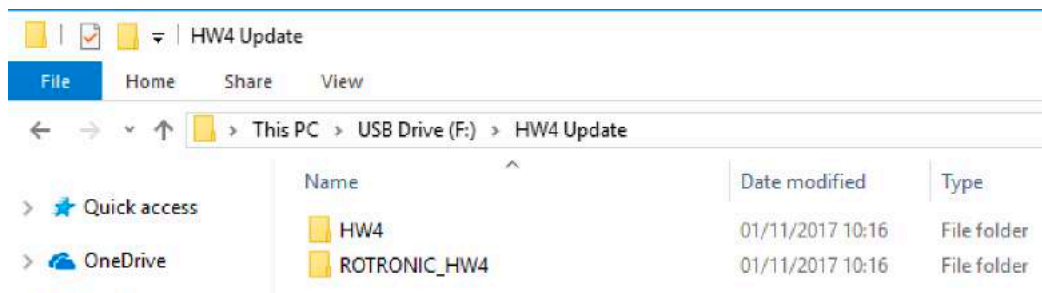 HW4 Update
File Home Share View
This PC > USB Drive (F:) > HW4 Update
Name Date modified Type
Quick access
HW4 01/11/2017 10:16 File folder
OneDrive
ROTRONIC_HW4 01/11/2017 10:16 File folder